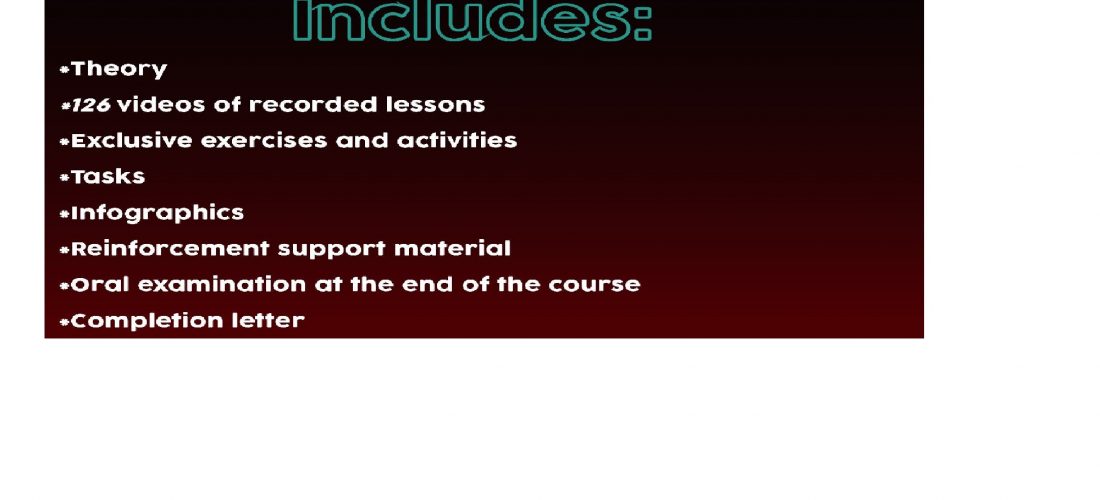 Includes:
*Theory
*126 videos of recorded lessons
*Exclusive exercises and activities
*Tasks
*Infographics
*Reinforcement support material
*Oral examination at the end of the course
*Completion letter